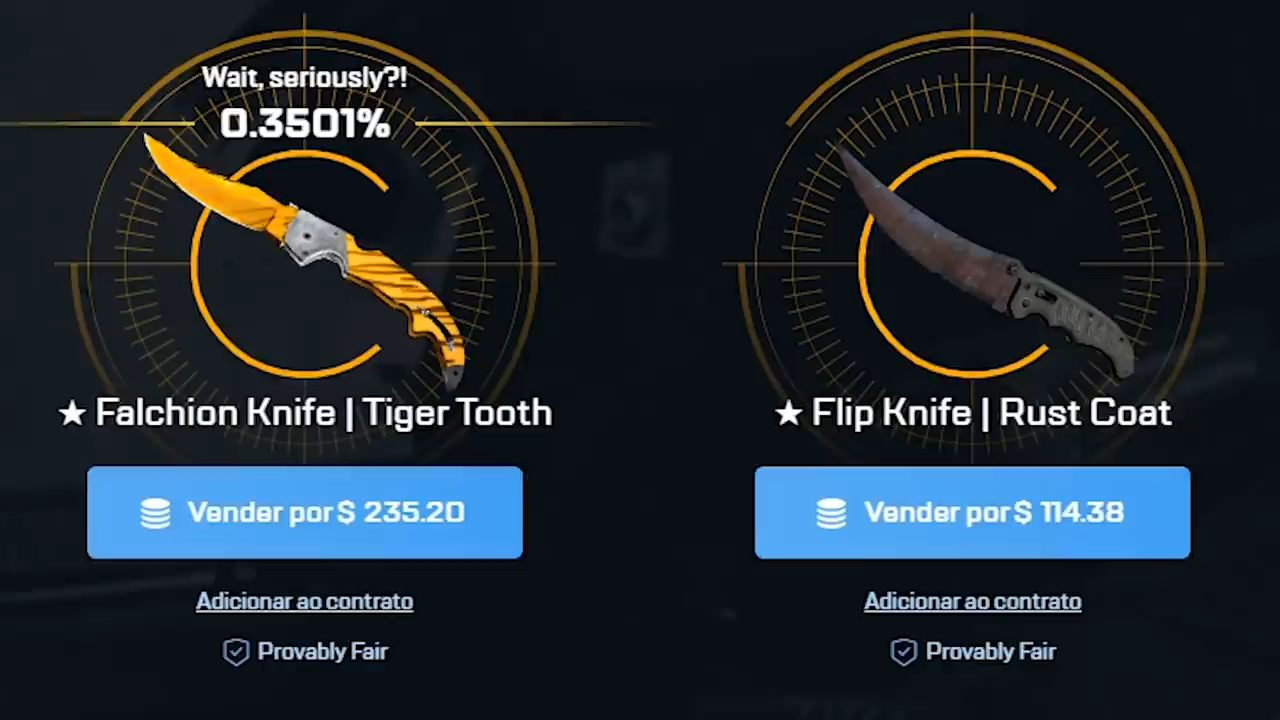 Wait, seriously?!
0.3501%
★ Falchion Knife | Tiger Tooth
Vender por $ 235.20
Adicionar ao contrato
Provably Fair
★ Flip Knife | Rust Coat
Vender por $ 114.38
Adicionar ao contrato
Provably Fair